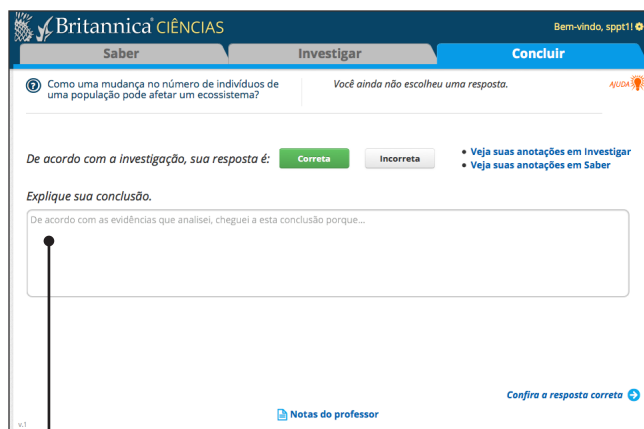 Britannica® CIÊNCIAS
Bem-vindo, sppt1!
Saber
Investigar
Concluir
Como uma mudança no número de indivíduos de
uma população pode afetar um ecossistema?
Você ainda não escolheu uma resposta.
AJUDA
De acordo com a investigação, sua resposta é:
Correta
Incorreta
• Veja suas anotações em Investigar
• Veja suas anotações em Saber
Explique sua conclusão.
De acordo com as evidências que analisei, cheguei a esta conclusão porque...
Confira a resposta correta
Notas do professor
v.1